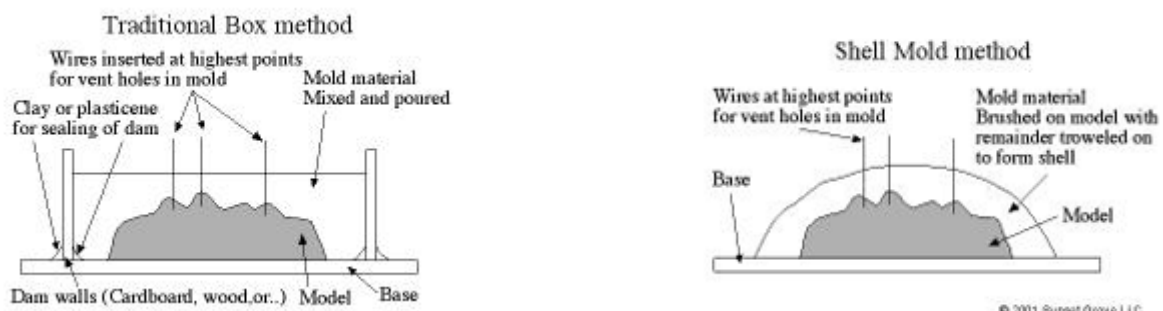 Traditional Box method
Wires inserted at highest points
for vent holes in mold
Mold material
Mixed and poured
Clay or plasticene
for sealing of dam
Dam walls (Cardboard, wood,or..)
Model
Base
Shell Mold method
Wires at highest points
for vent holes in mold
Mold material
Brushed on model with
remainder troweled on
to form shell
Base
Model
© 2001